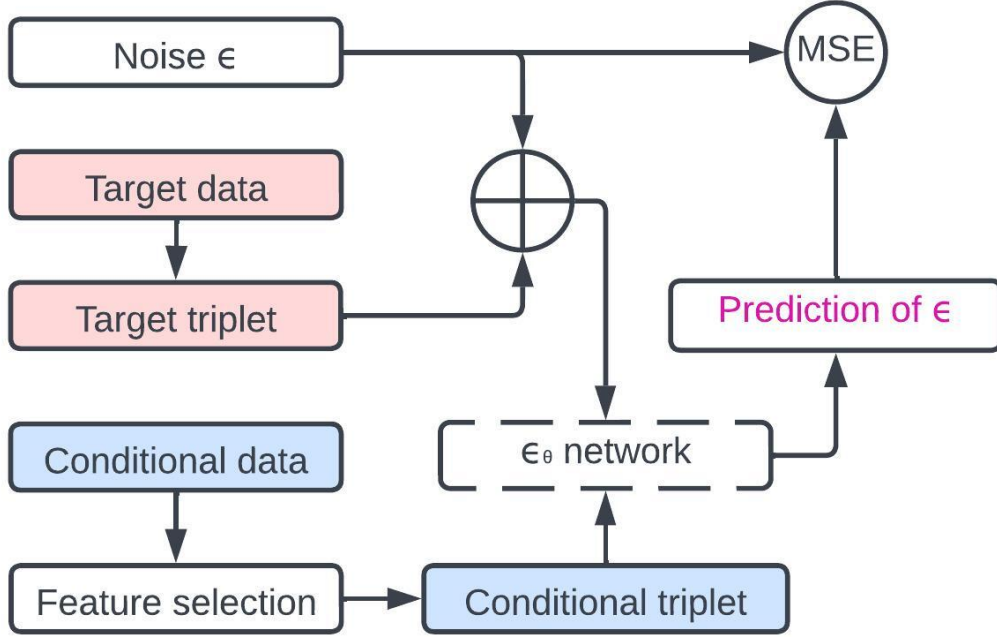 Noise ϵ
MSE
Target data
Target triplet
Prediction of ϵ
Conditional data
ϵθ network
Feature selection
Conditional triplet